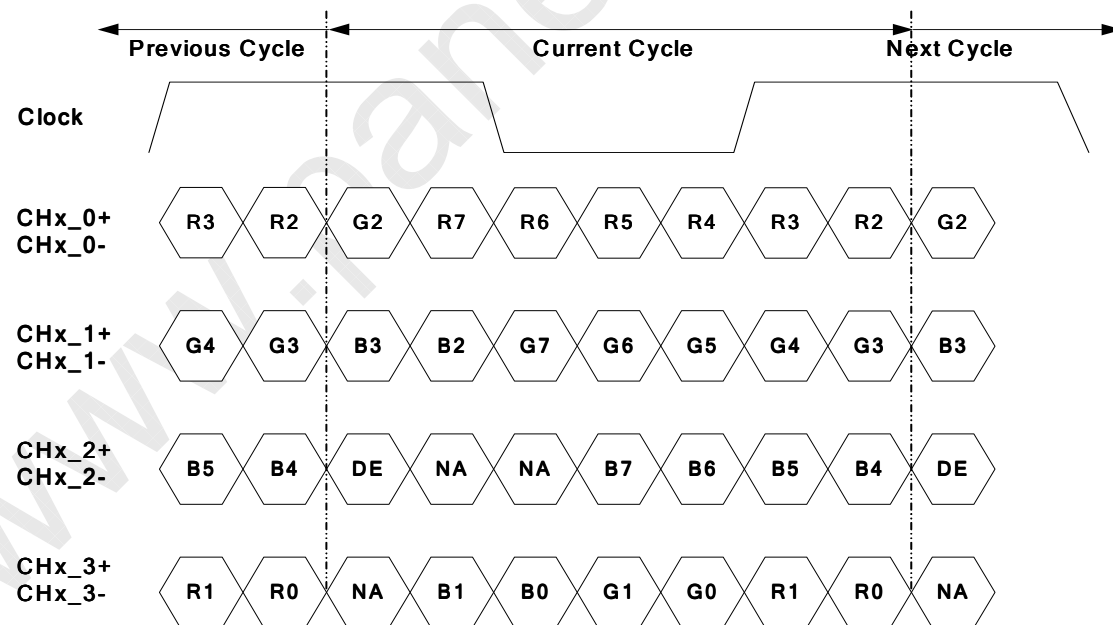 Previous Cycle Current Cycle Next Cycle
Clock
CHx_0+
CHx_0-
R3 R2 G2 R7 R6 R5 R4 R3 R2 G2
CHx_1+
CHx_1-
G4 G3 B3 B2 G7 G6 G5 G4 G3 B3
CHx_2+
CHx_2-
B5 B4 DE NA NA B7 B6 B5 B4 DE
CHx_3+
CHx_3-
R1 R0 NA B1 B0 G1 G0 R1 R0 NA
www.pane